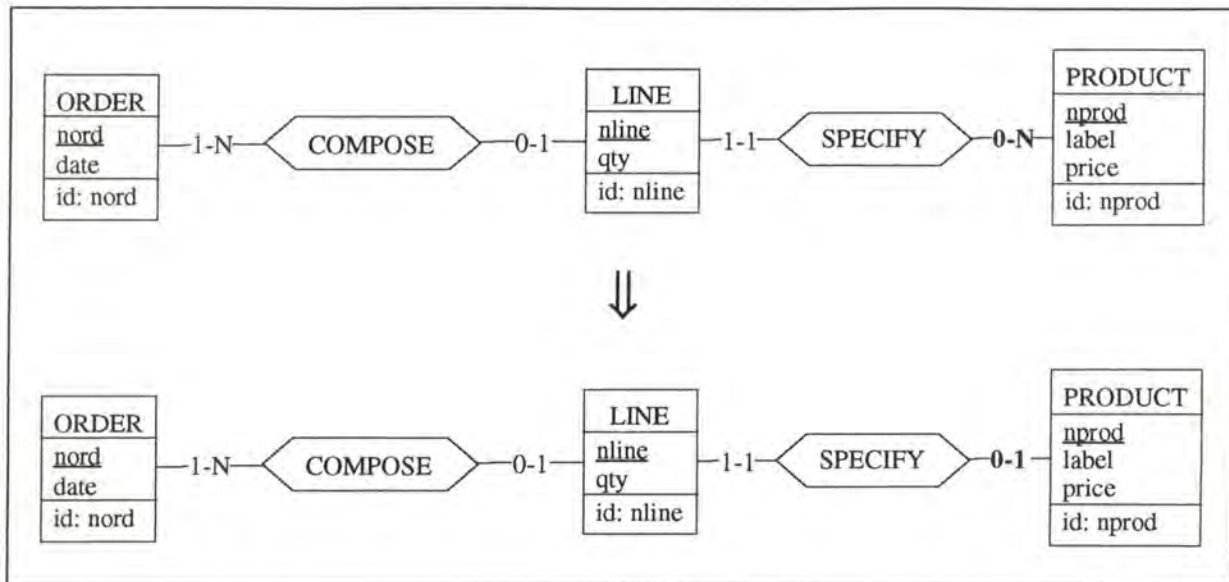 ORDER
nord
date
id: nord
1-N
COMPOSE
0-1
LINE
nline
qty
id: nline
1-1
SPECIFY
0-N
PRODUCT
nprod
label
price
id: nprod
⇓
ORDER
nord
date
id: nord
1-N
COMPOSE
0-1
LINE
nline
qty
id: nline
1-1
SPECIFY
0-1
PRODUCT
nprod
label
price
id: nprod